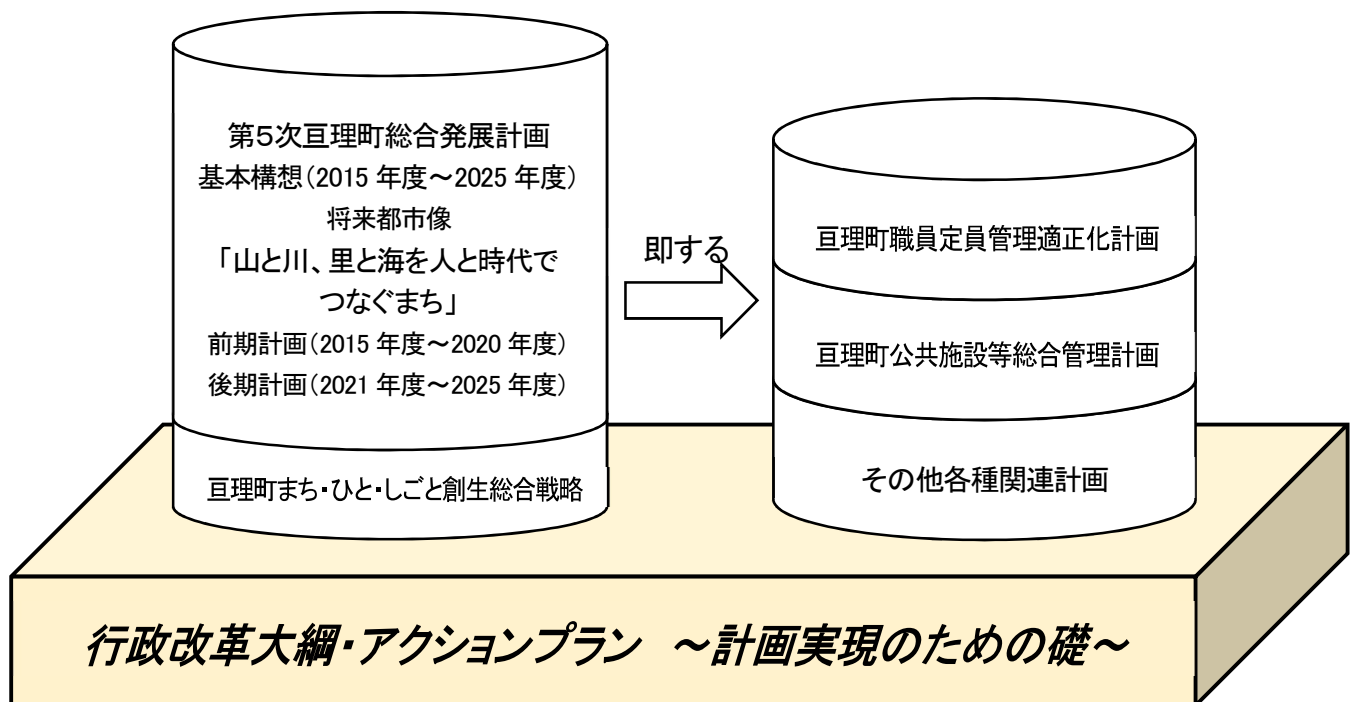 第5次亘理町総合発展計画
基本構想(2015 年度～2025 年度)
将来都市像
「山と川、里と海を人と時代で
つなぐまち」
前期計画(2015 年度～2020 年度)
後期計画(2021 年度～2025 年度)
亘理町まち・ひと・しごと創生総合戦略
即する
亘理町職員定員管理適正化計画
亘理町公共施設等総合管理計画
その他各種関連計画
行政改革大綱・アクションプラン　～計画実現のための礎～